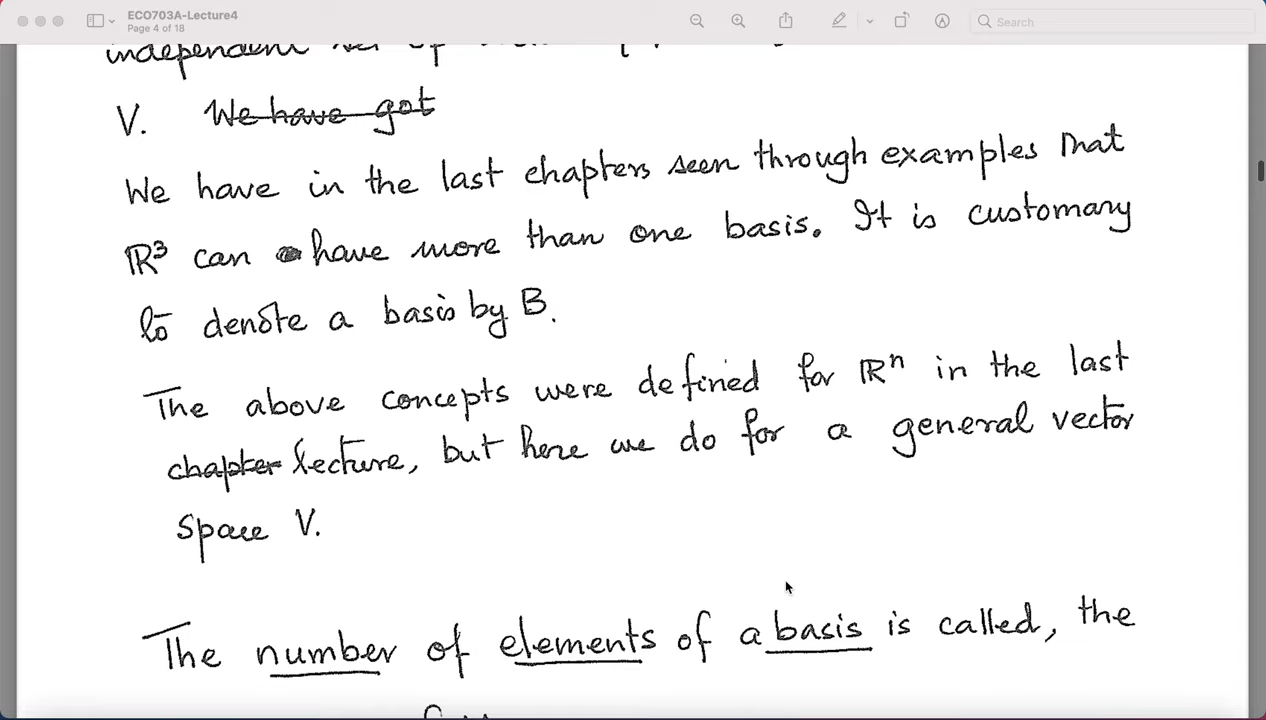 ECO703A-Lecture4
Page 4 of 18
Search
independent set of
V. We have got
We have in the last chapters seen through examples that
ℝ³ can have more than one basis. It is customary
to denote a basis by B.
The above concepts were defined for ℝⁿ in the last
chapter lecture, but here we do for a general vector
space V.
The number of elements of a basis is called, the